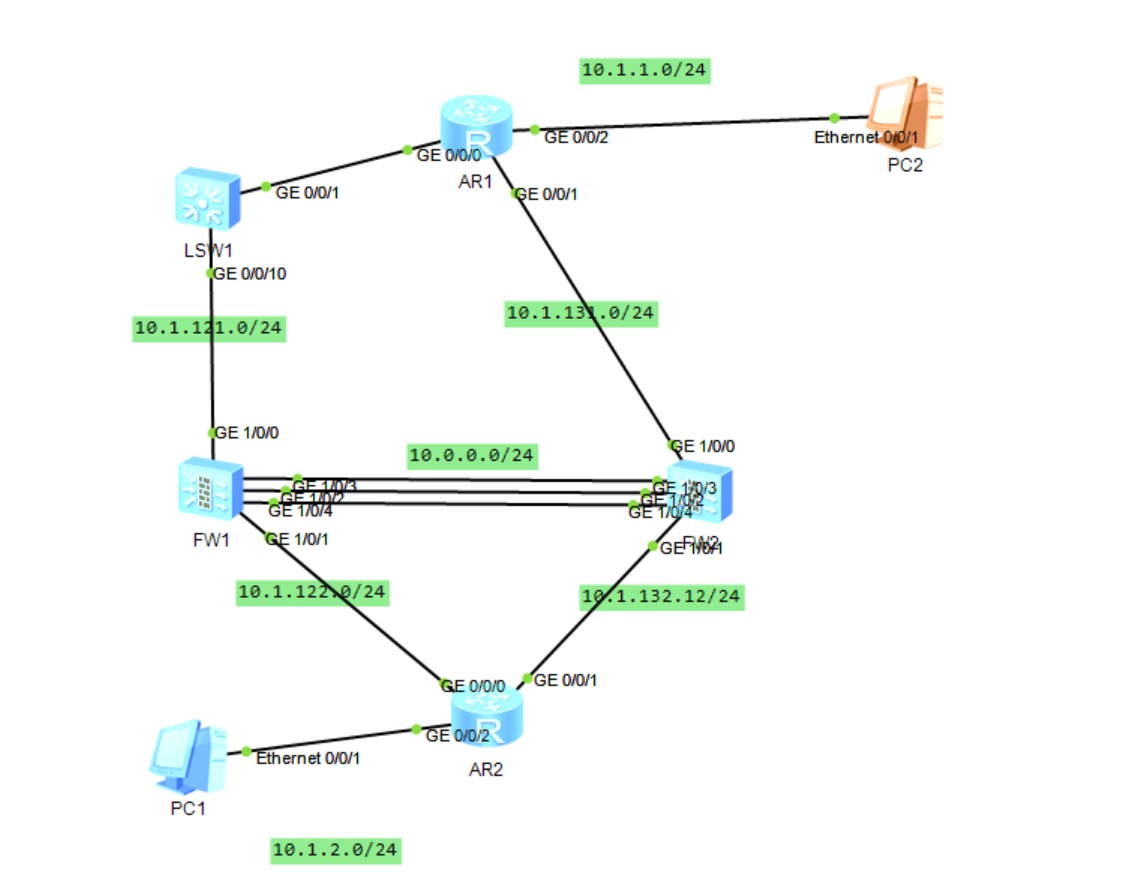 10.1.1.0/24
GE 0/0/2
Ethernet 0/0/1
PC2
GE 0/0/0
AR1
GE 0/0/1
GE 0/0/1
LSW1
GE 0/0/10
10.1.131.0/24
10.1.121.0/24
GE 1/0/0
GE 1/0/0
10.0.0.0/24
GE 1/0/3
GE 1/0/3
GE 1/0/2
GE 1/0/2
GE 1/0/4
GE 1/0/4
FW1
GE 1/0/1
FW2
GE 1/0/1
10.1.122.0/24
10.1.132.12/24
GE 0/0/0
GE 0/0/1
GE 0/0/2
Ethernet 0/0/1
AR2
PC1
10.1.2.0/24